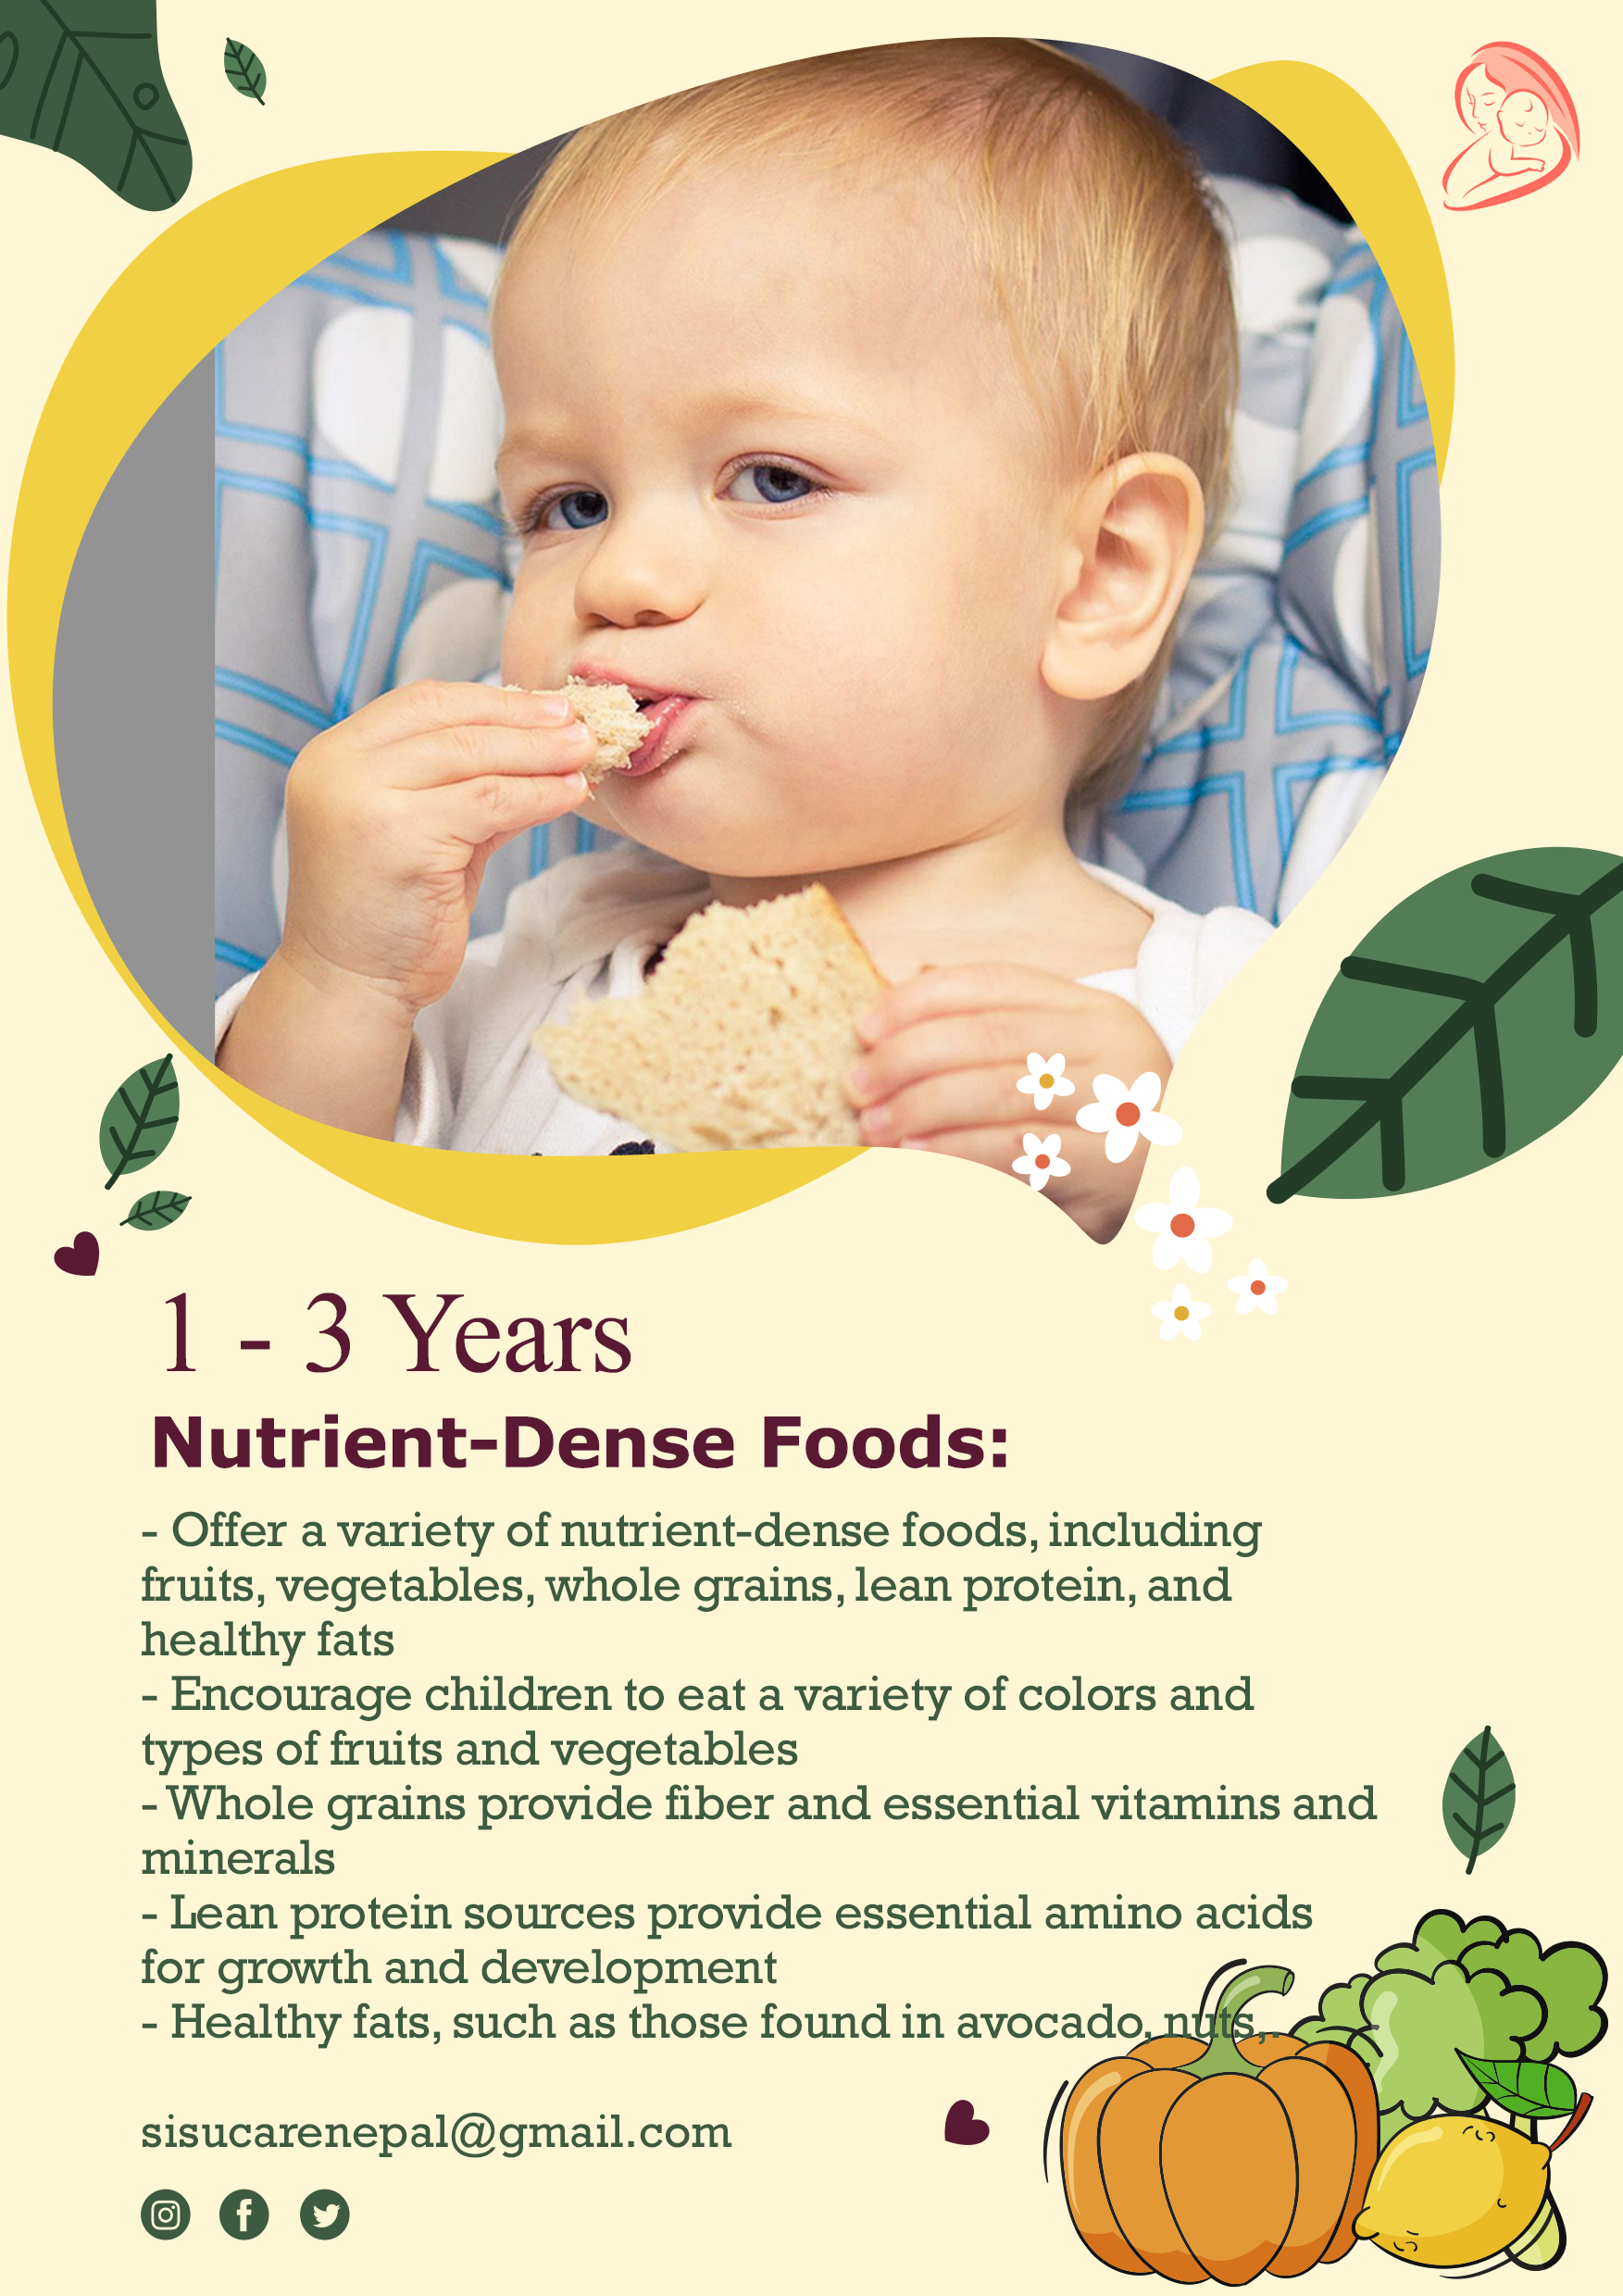 1 - 3 Years
Nutrient-Dense Foods:
- Offer a variety of nutrient-dense foods, including
fruits, vegetables, whole grains, lean protein, and
healthy fats
- Encourage children to eat a variety of colors and
types of fruits and vegetables
- Whole grains provide fiber and essential vitamins and
minerals
- Lean protein sources provide essential amino acids
for growth and development
- Healthy fats, such as those found in avocado, nuts,.
sisucarenepal@gmail.com